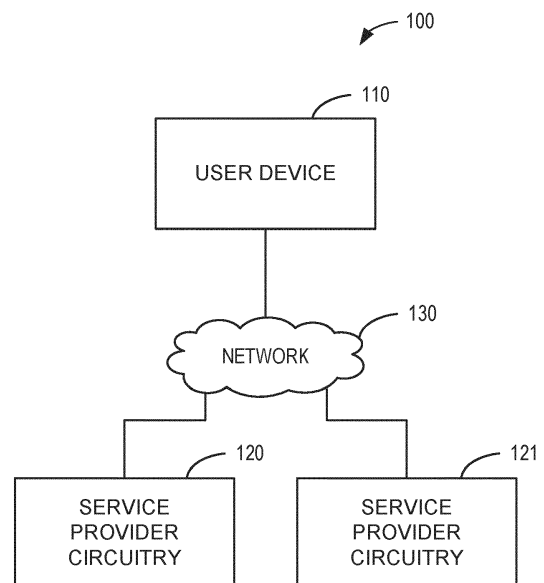 100
110
USER DEVICE
130
NETWORK
120
121
SERVICE
PROVIDER
CIRCUITRY
SERVICE
PROVIDER
CIRCUITRY